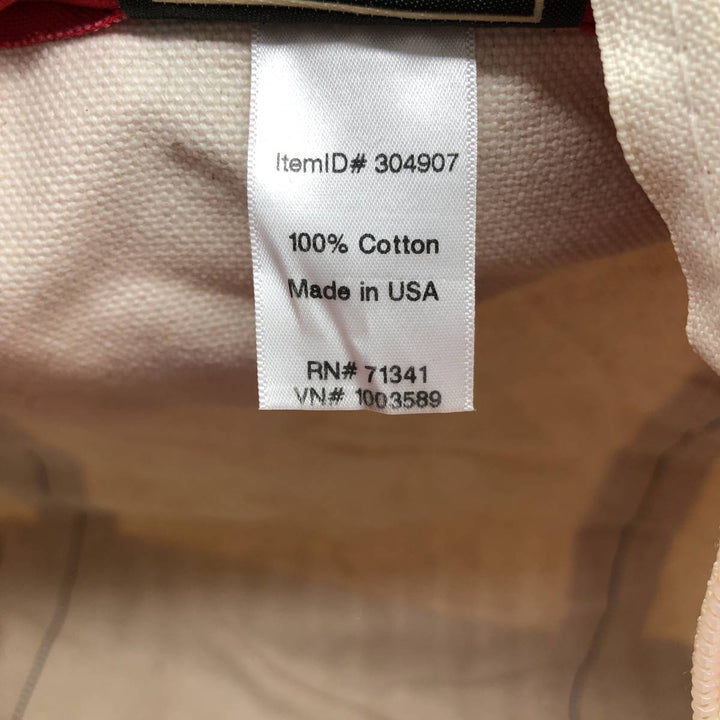 ItemID# 304907
100% Cotton
Made in USA
RN# 71341
VN# 1003589